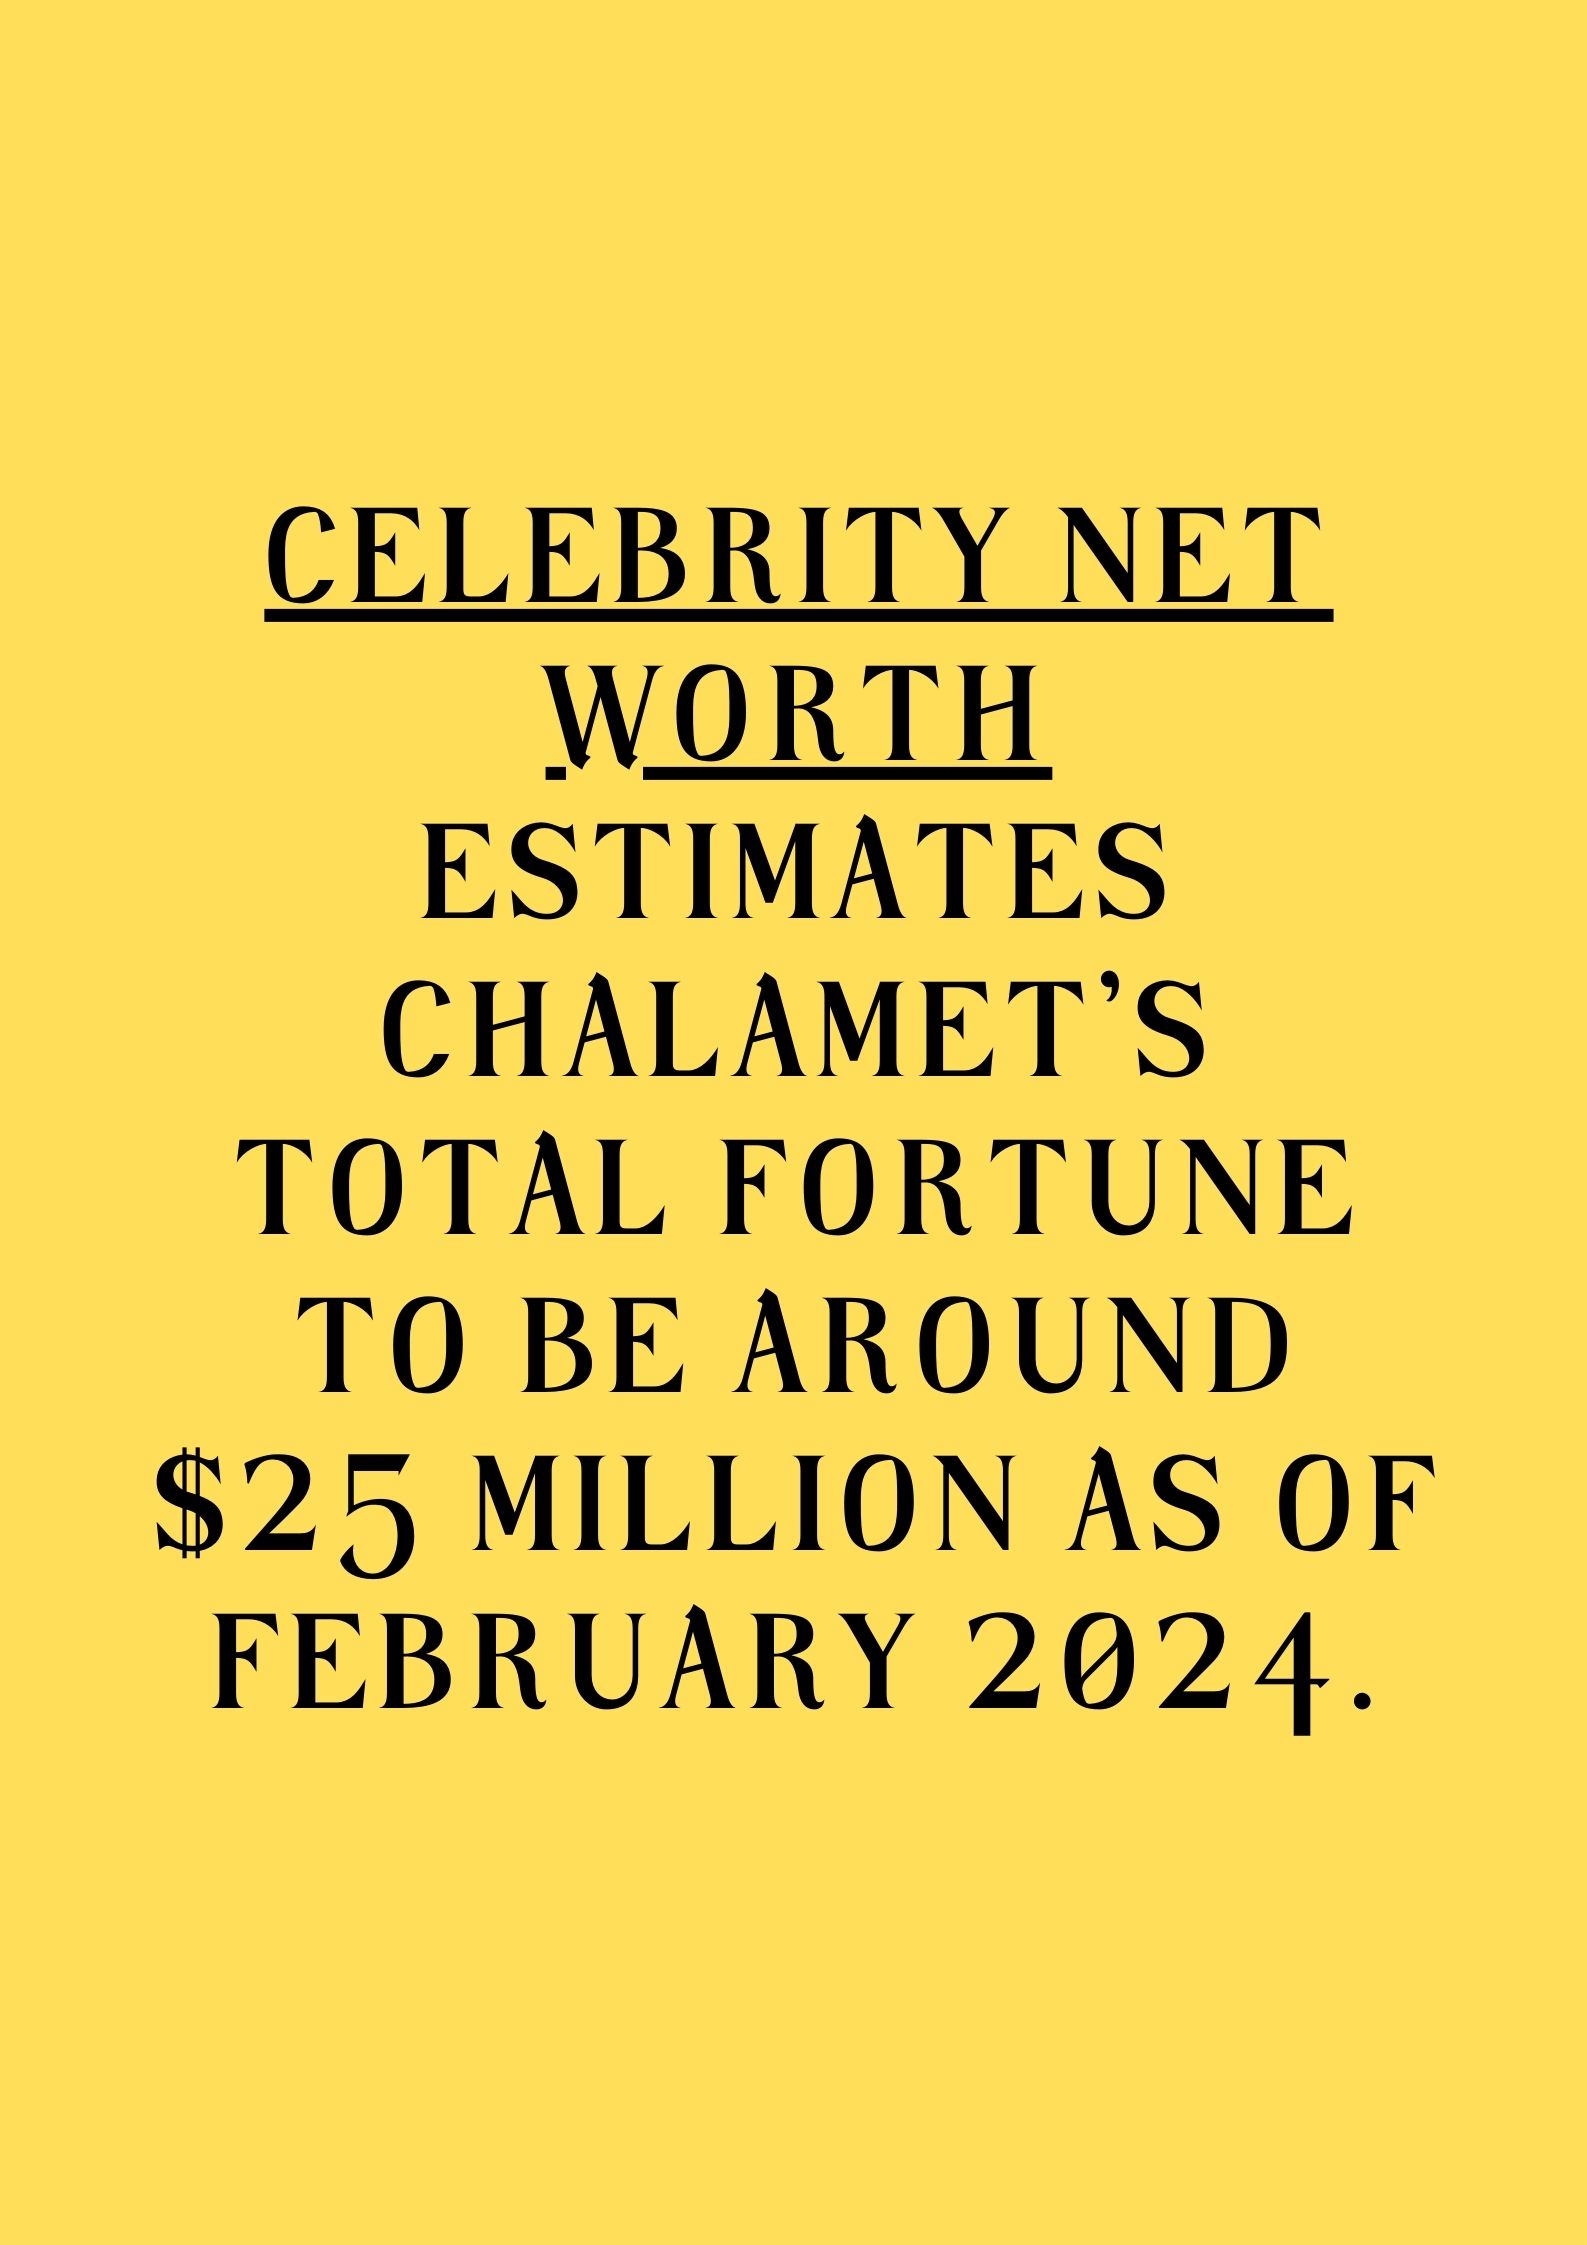 CELEBRITY NET
WORTH
ESTIMATES
CHALAMET’S
TOTAL FORTUNE
TO BE AROUND
$25 MILLION AS OF
FEBRUARY 2024.